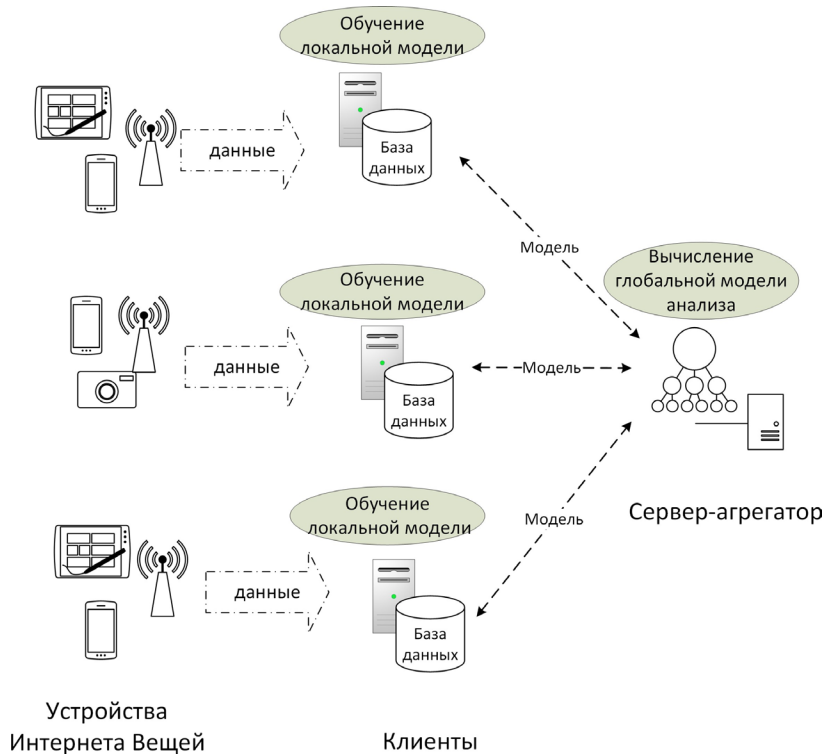 Обучение
локальной модели
данные
База
данных
Модель
Вычисление
глобальной модели
анализа
Обучение
локальной модели
данные
База
данных
Модель
Обучение
локальной модели
данные
База
данных
Модель
Сервер-агрегатор
Устройства
Интернета Вещей
Клиенты